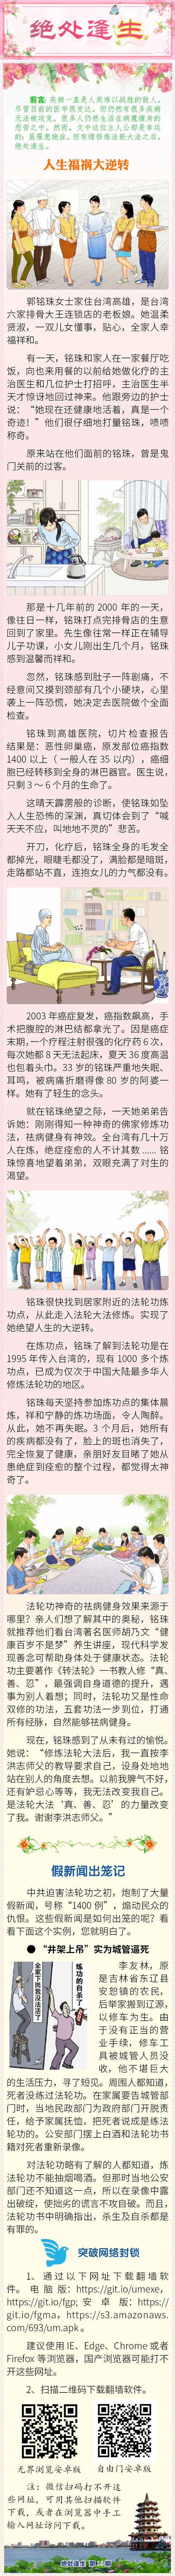 绝处逢生
前言：疾病一直是人类难以战胜的敌人。
尽管目前的医学很发达，但仍然有很多疾病
无法被攻克，很多人仍然生活在病魔缠身的
悲苦之中。然而，文中这位主人公却是幸运
的：虽罹患绝症，但有缘修炼法轮大法之后，
绝处逢生。
人生福祸大逆转
郭铭珠女士家住台湾高雄，是台湾
六家排骨大王连锁店的老板娘。她温柔
贤淑，一双儿女懂事，贴心，全家人幸
福祥和。
有一天，铭珠和家人在一家餐厅吃
饭，向也来用餐的以前给她做化疗的主
治医生和几位护士打招呼，主治医生半
天才惊讶地回过神来。他跟旁边的护士
说：“她现在还健康地活着，真是一个
奇迹！”他们很仔细地打量铭珠，啧啧
称奇。
原来站在他们面前的铭珠，曾是鬼
门关前的过客。
那是十几年前的 2000 年的一天，
像往日一样，铭珠打点完排骨店的生意
回到了家里。先生像往常一样正在辅导
儿子功课，小女儿刚出生几个月，铭珠
感到温馨而祥和。
忽然，铭珠感到肚子一阵剧痛，不
经意间又摸到颈部有几个小硬块，心里
袭上一阵恐慌，她决定去医院做个全面
检查。
铭珠到高雄医院，切片检查报告
结果是：恶性卵巢癌，原发部位癌指数
1400 以上（ 一般人在 35 以内），癌细
胞已经转移到全身的淋巴器官。医生说，
只剩 3 ～ 6 个月的生命了。
这晴天霹雳般的诊断，使铭珠如坠
入人生恐怖的深渊，真切体会到了“喊
天天不应，叫地地不灵的”悲苦。
开刀，化疗后，铭珠全身的毛发全
都掉光，眼睫毛都没了，满脸都是暗斑，
走路都站不直，连抱女儿的力气都没有。
2003 年癌症复发，癌指数飙高，手
术把腹腔的淋巴结都拿光了。因是癌症
末期，一个疗程注射很强的化疗药 6 次，
每次她都 8 天无法起床，夏天 36 度高温
也包着头巾。33 岁的铭珠严重地失眠、
耳鸣，被病痛折磨得像 80 岁的阿婆一
样。她有了轻生的念头。
就在铭珠绝望之际，一天她弟弟告
诉她：刚刚得知一种神奇的佛家修炼功
法，祛病健身有神效。全台湾有几十万
人在炼，绝症痊愈的人不计其数 ...... 铭
珠惊喜地望着弟弟，双眼充满了对生的
渴望。
铭珠很快找到居家附近的法轮功炼
功点，从此走入法轮大法修炼。实现了
她绝望人生的大逆转。
在炼功点，铭珠了解到法轮功是在
1995 年传入台湾的，现有 1000 多个炼
功点，已成为仅次于中国大陆最多华人
修炼法轮功的地区。
铭珠每天坚持参加炼功点的集体晨
炼，祥和宁静的炼功场面，令人陶醉。
从此，她不再失眠。3 个月后，她所有
的疾病都没有了，脸上的斑也消失了，
完全恢复了健康，亲朋好友目睹了她从
患绝症到痊愈的整个过程，都觉得太神
奇了。
法轮功神奇的祛病健身效果来源于
哪里？亲人们想了解其中的奥秘，铭珠
就推荐他们看台湾著名医师胡乃文“健
康百岁不是梦”养生讲座，现代科学发
现善念可帮助身体处于健康状态。法轮
功主要著作《转法轮》一书教人修“真、
善、忍”，最强调自身道德的提升，遇
事为别人着想；同时，法轮功又是性命
双修的功法，五套功法一步到位，打通
所有经脉，自然能够祛病健身。
现在，铭珠感到了从未有过的愉悦。
她说：“修炼法轮大法后，我一直按李
洪志师父的教导要求自己，设身处地地
站在别人的角度去想。以前我脾气不好，
还有妒忌心等等，我无法改变我自己。
是法轮大法‘真、善、忍’的力量改变
了我。谢谢李洪志师父。”
假新闻出笼记
中共迫害法轮功之初，炮制了大量
假新闻，号称“1400 例”，煽动民众的
仇恨。这些假新闻是如何出笼的呢？看
看下面这个实例，您就明白了。
● “井架上吊”实为城管逼死
全家下岗我没法活了
炼功的自杀了
李友林，原
是吉林省东辽县
安恕镇的农民，
后举家搬到辽源，
以修车为生。由
于没有正当的营
业手续，修车工
具被城管人员没
收，他不堪巨大
的生活压力，寻了短见。周围人都知道，
死者没练过法轮功。在家属要告城管部
门时，当地民政部门为政府部门开脱责
任，给予家属抚恤，把死者说成是练法
轮功的。公安部门摆上白酒和法轮功书
籍对死者重新录像。
对法轮功略有了解的人都知道，炼
法轮功不能抽烟喝酒。但那时当地公安
部门还不知道这一点，所以在录像中露
出破绽，使拙劣的谎言不攻自破。而且，
法轮功书中明确指出，杀生及自杀都是
有罪的。
突破网络封锁
1、通过以下网址下载翻墙软
件。电脑版：https://git.io/umexe，
https://git.io/fgp；安卓版：https://
git.io/fgma，https://s3.amazonaws.
com/693/um.apk 。
建议使用 IE、Edge、Chrome 或者
Firefox 等浏览器，国产浏览器可能打不
开这些网址。
2、扫描二维码下载翻墙软件。
无界浏览安卓版
自由门安卓版
注：微信扫码打不开这
些网址，可用其他扫描软件
下载，或者在浏览器中手工
输入网址访问下载。
绝处逢生